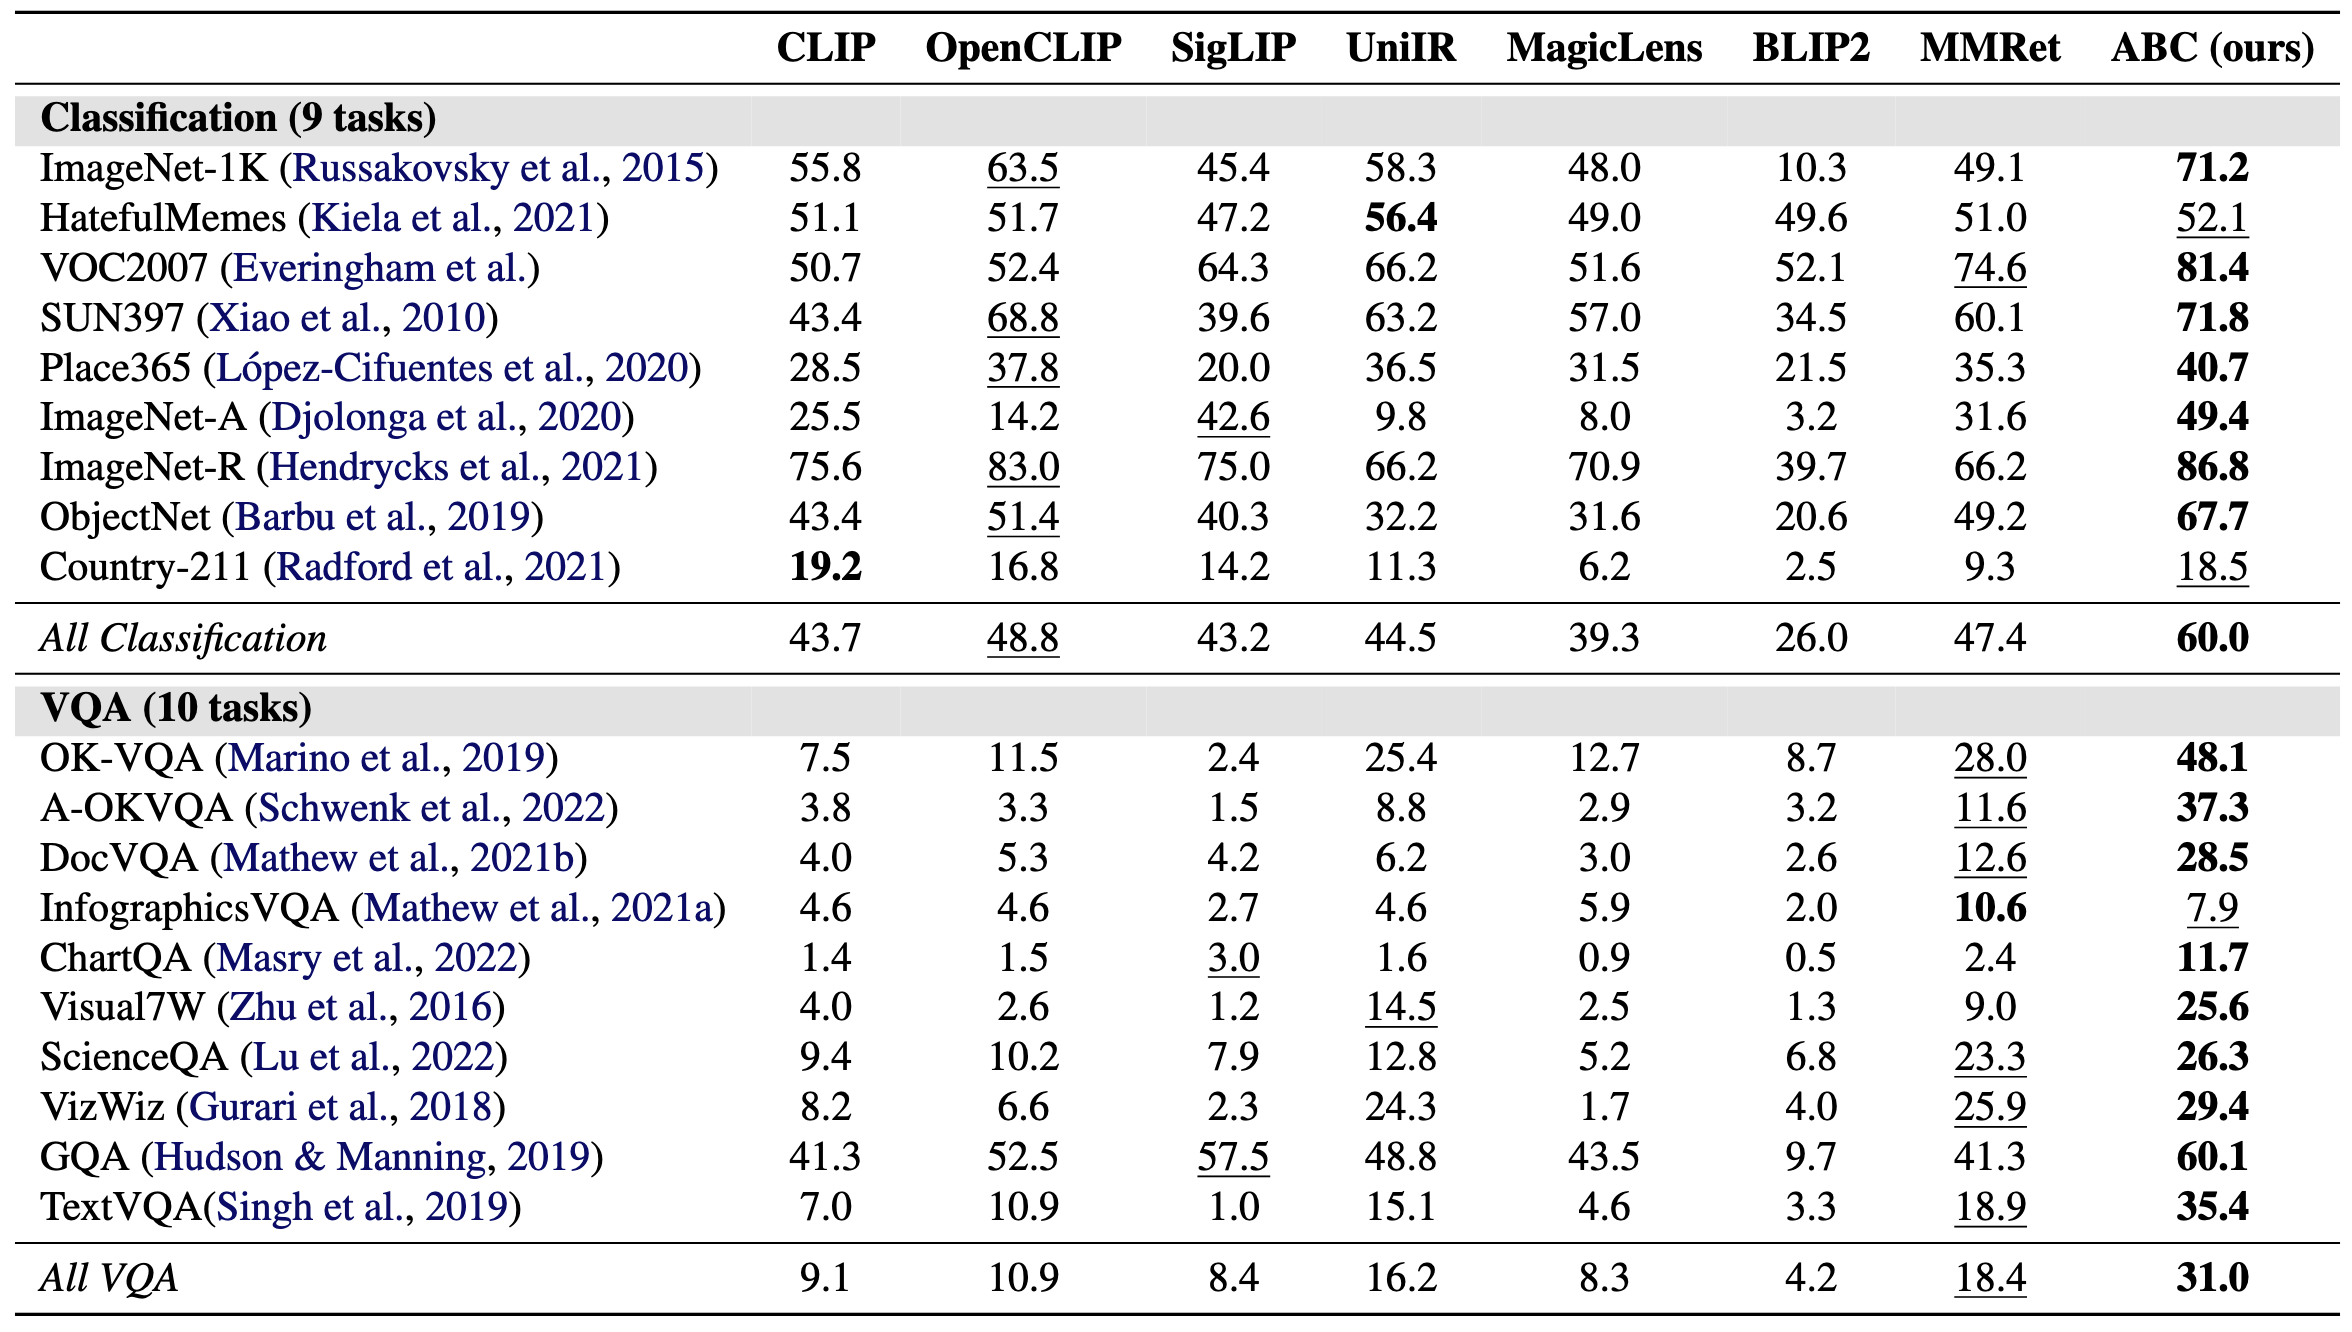 CLIP OpenCLIP SigLIP UniIR MagicLens BLIP2 MMRet ABC (ours)
Classification (9 tasks)
ImageNet-1K (Russakovsky et al., 2015) 55.8 63.5 45.4 58.3 48.0 10.3 49.1 71.2
HatefulMemes (Kiela et al., 2021) 51.1 51.7 47.2 56.4 49.0 49.6 51.0 52.1
VOC2007 (Everingham et al.) 50.7 52.4 64.3 66.2 51.6 52.1 74.6 81.4
SUN397 (Xiao et al., 2010) 43.4 68.8 39.6 63.2 57.0 34.5 60.1 71.8
Place365 (López-Cifuentes et al., 2020) 28.5 37.8 20.0 36.5 31.5 21.5 35.3 40.7
ImageNet-A (Djolonga et al., 2020) 25.5 14.2 42.6 9.8 8.0 3.2 31.6 49.4
ImageNet-R (Hendrycks et al., 2021) 75.6 83.0 75.0 66.2 70.9 39.7 66.2 86.8
ObjectNet (Barbu et al., 2019) 43.4 51.4 40.3 32.2 31.6 20.6 49.2 67.7
Country-211 (Radford et al., 2021) 19.2 16.8 14.2 11.3 6.2 2.5 9.3 18.5
All Classification 43.7 48.8 43.2 44.5 39.3 26.0 47.4 60.0
VQA (10 tasks)
OK-VQA (Marino et al., 2019) 7.5 11.5 2.4 25.4 12.7 8.7 28.0 48.1
A-OKVQA (Schwenk et al., 2022) 3.8 3.3 1.5 8.8 2.9 3.2 11.6 37.3
DocVQA (Mathew et al., 2021b) 4.0 5.3 4.2 6.2 3.0 2.6 12.6 28.5
InfographicsVQA (Mathew et al., 2021a) 4.6 4.6 2.7 4.6 5.9 2.0 10.6 7.9
ChartQA (Masry et al., 2022) 1.4 1.5 3.0 1.6 0.9 0.5 2.4 11.7
Visual7W (Zhu et al., 2016) 4.0 2.6 1.2 14.5 2.5 1.3 9.0 25.6
ScienceQA (Lu et al., 2022) 9.4 10.2 7.9 12.8 5.2 6.8 23.3 26.3
VizWiz (Gurari et al., 2018) 8.2 6.6 2.3 24.3 1.7 4.0 25.9 29.4
GQA (Hudson & Manning, 2019) 41.3 52.5 57.5 48.8 43.5 9.7 41.3 60.1
TextVQA(Singh et al., 2019) 7.0 10.9 1.0 15.1 4.6 3.3 18.9 35.4
All VQA 9.1 10.9 8.4 16.2 8.3 4.2 18.4 31.0